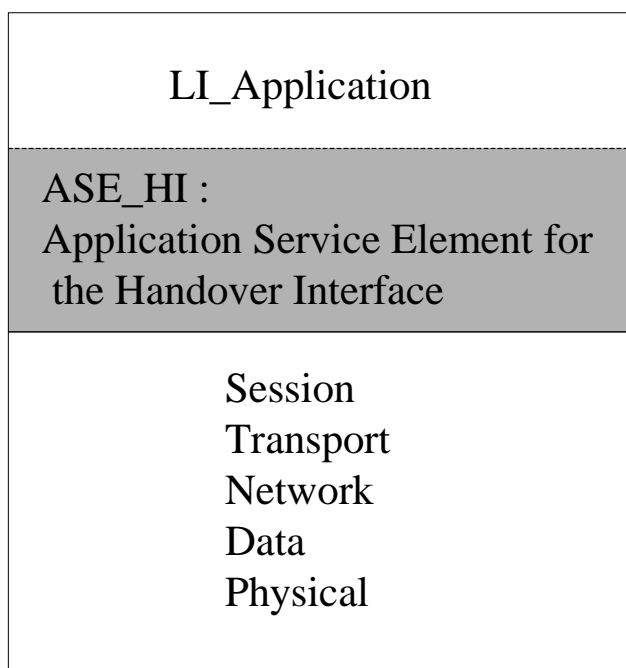 LI_Application
ASE_HI :
Application Service Element for
the Handover Interface
Session
Transport
Network
Data
Physical